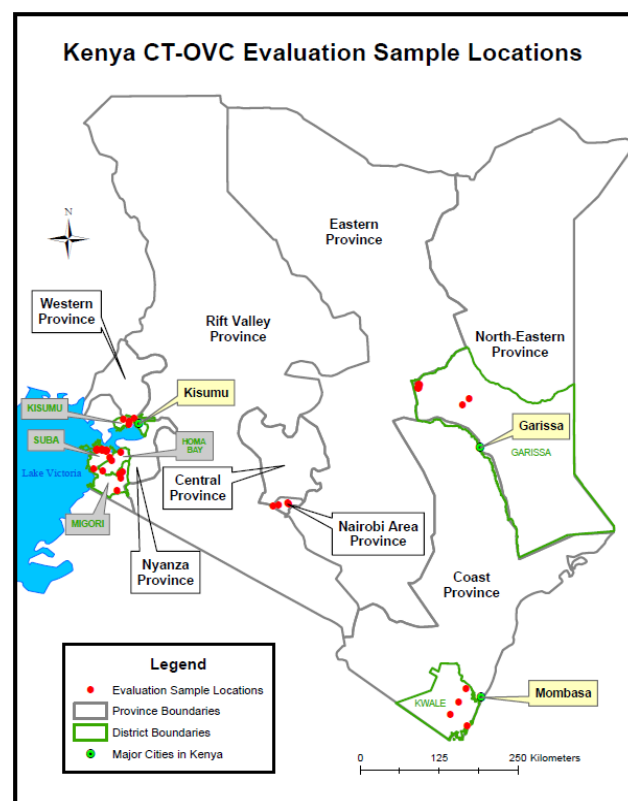 Kenya CT-OVC Evaluation Sample Locations
N
Eastern
Province
Western
Province
Rift Valley
Province
North-Eastern
Province
Kisumu
KISUMU
SUBA
HOMA
BAY
Garissa
GARISSA
Lake Victoria
Central
Province
MIGORI
Nairobi Area
Province
Nyanza
Province
Coast
Province
Legend
Evaluation Sample Locations
Province Boundaries
District Boundaries
Major Cities in Kenya
KWALE
Mombasa
0 125 250 Kilometers